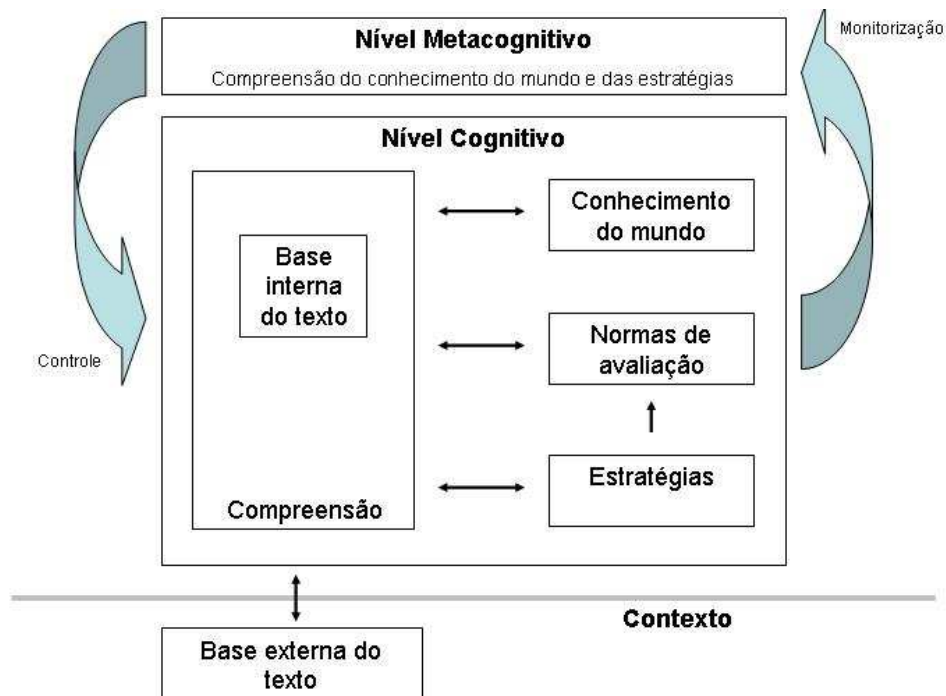 Monitorização
Nível Metacognitivo
Compreensão do conhecimento do mundo e das estratégias
Nível Cognitivo
Conhecimento
do mundo
Base
interna
do texto
Normas de
avaliação
Controle
Estratégias
Compreensão
Contexto
Base externa do
texto